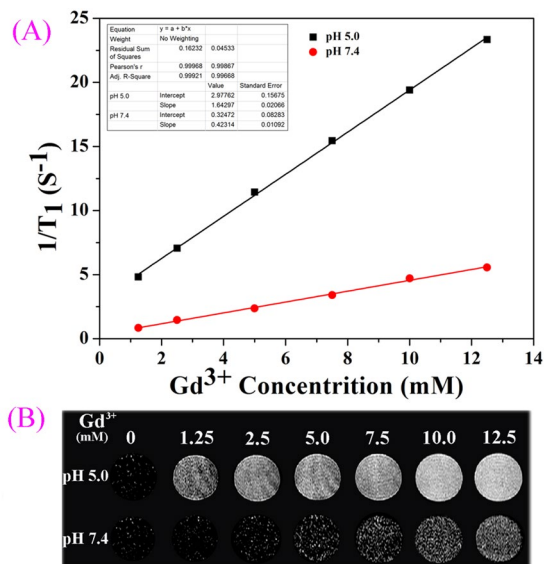 (A)
Equation y = a + b*x
Weight No Weighting
Residual Sum of Squares 0.16232 0.04533
Pearson's r 0.99968 0.99867
Adj. R-Square 0.99921 0.99668
Value Standard Error
pH 5.0 Intercept 2.97762 0.15675
Slope 1.64297 0.02066
pH 7.4 Intercept 0.32472 0.08283
Slope 0.42314 0.01092
pH 5.0
pH 7.4
25
20
15
10
5
0
1/T1 (S-1)
0 2 4 6 8 10 12 14
Gd3+ Concentrition (mM)
(B)
Gd3+
(mM) 0 1.25 2.5 5.0 7.5 10.0 12.5
pH 5.0
pH 7.4